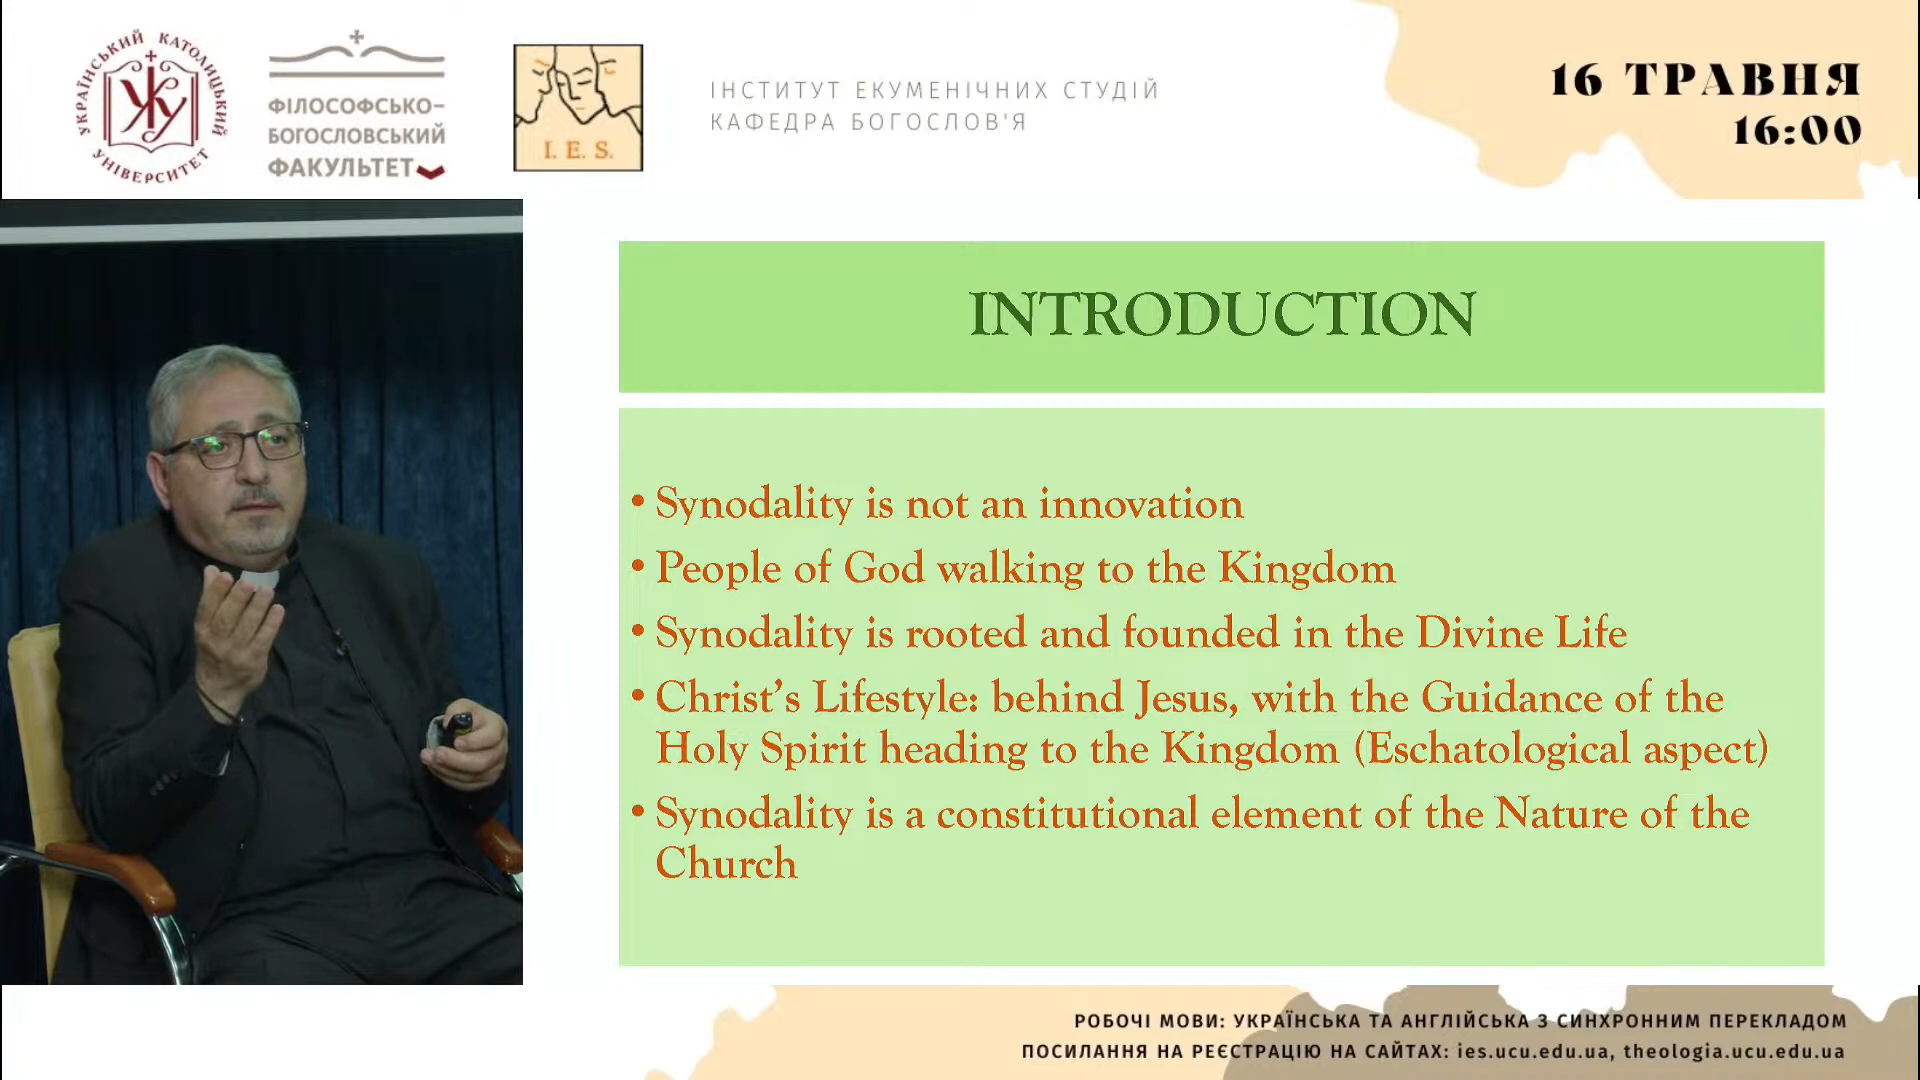 УКРАЇНСЬКИЙ КАТОЛИЦЬКИЙ УНІВЕРСИТЕТ
ФІЛОСОФСЬКО-
БОГОСЛОВСЬКИЙ
ФАКУЛЬТЕТ
I. E. S.
ІНСТИТУТ ЕКУМЕНІЧНИХ СТУДІЙ
КАФЕДРА БОГОСЛОВ'Я
16 ТРАВНЯ
16:00
INTRODUCTION
• Synodality is not an innovation
• People of God walking to the Kingdom
• Synodality is rooted and founded in the Divine Life
• Christ’s Lifestyle: behind Jesus, with the Guidance of the
Holy Spirit heading to the Kingdom (Eschatological aspect)
• Synodality is a constitutional element of the Nature of the
Church
РОБОЧІ МОВИ: УКРАЇНСЬКА ТА АНГЛІЙСЬКА З СИНХРОННИМ ПЕРЕКЛАДОМ
ПОСИЛАННЯ НА РЕЄСТРАЦІЮ НА САЙТАХ: ies.ucu.edu.ua, theologia.ucu.edu.ua